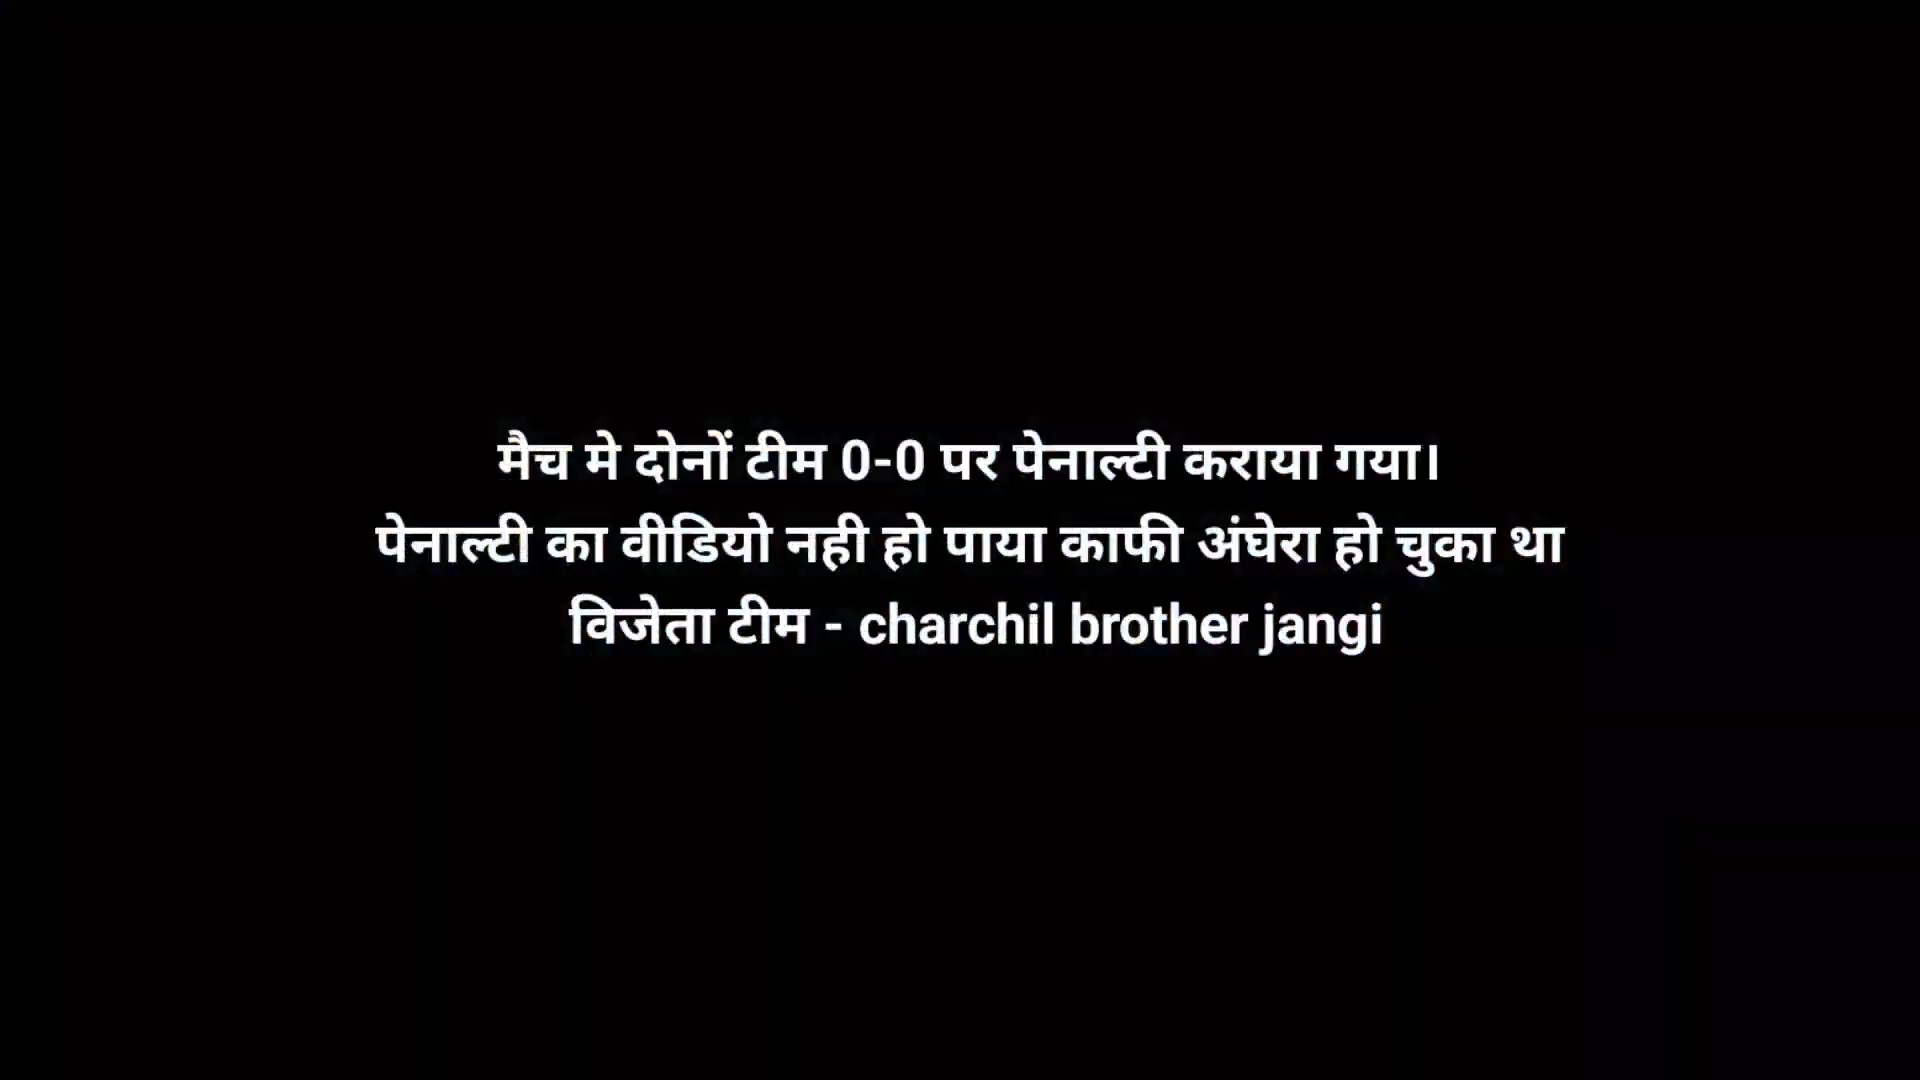 मैच मे दोनों टीम 0-0 पर पेनाल्टी कराया गया।
पेनाल्टी का वीडियो नही हो पाया काफी अंघेरा हो चुका था
विजेता टीम - charchil brother jangi